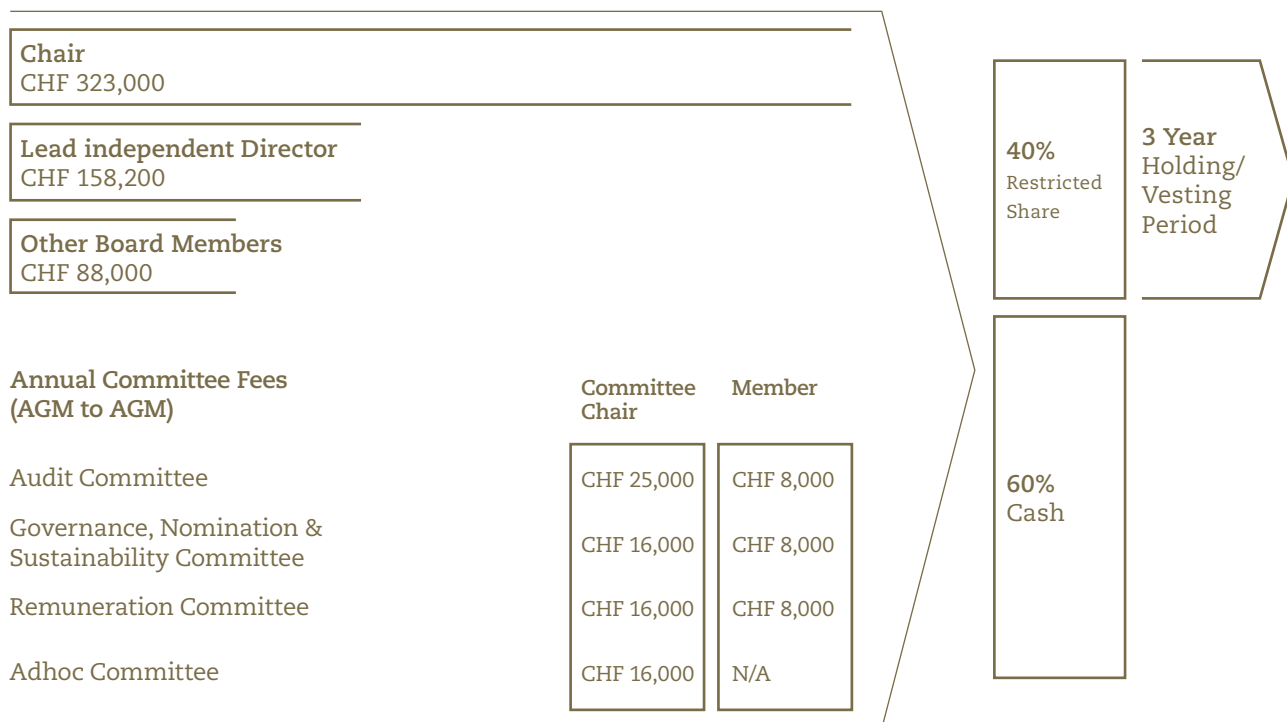 Chair
CHF 323,000
Lead independent Director
CHF 158,200
Other Board Members
CHF 88,000
40%
Restricted
Share
3 Year
Holding/
Vesting
Period
60%
Cash
Annual Committee Fees
(AGM to AGM)
Committee
Chair
Member
Audit Committee
CHF 25,000
CHF 8,000
Governance, Nomination &
Sustainability Committee
CHF 16,000
CHF 8,000
Remuneration Committee
CHF 16,000
CHF 8,000
Adhoc Committee
CHF 16,000
N/A